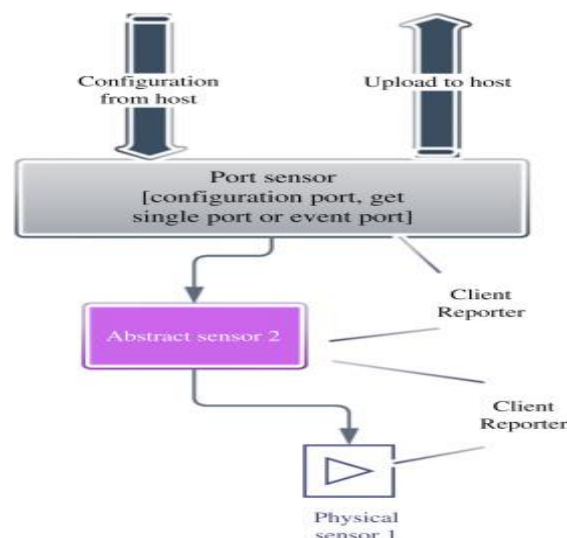 Configuration
from host
Upload to host
Port sensor
[configuration port, get
single port or event port]
Client
Reporter
Abstract sensor 2
Client
Reporter
Physical
sensor 1